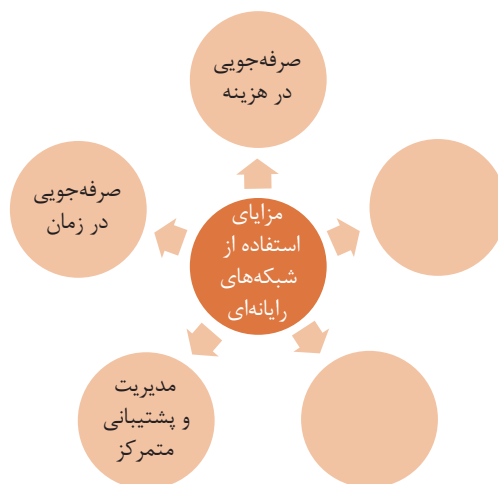 صرفه‌جویی
در هزینه
صرفه‌جویی
در زمان
مزایای
استفاده از
شبکه‌های
رایانه‌ای
مدیریت
و پشتیبانی
متمرکز